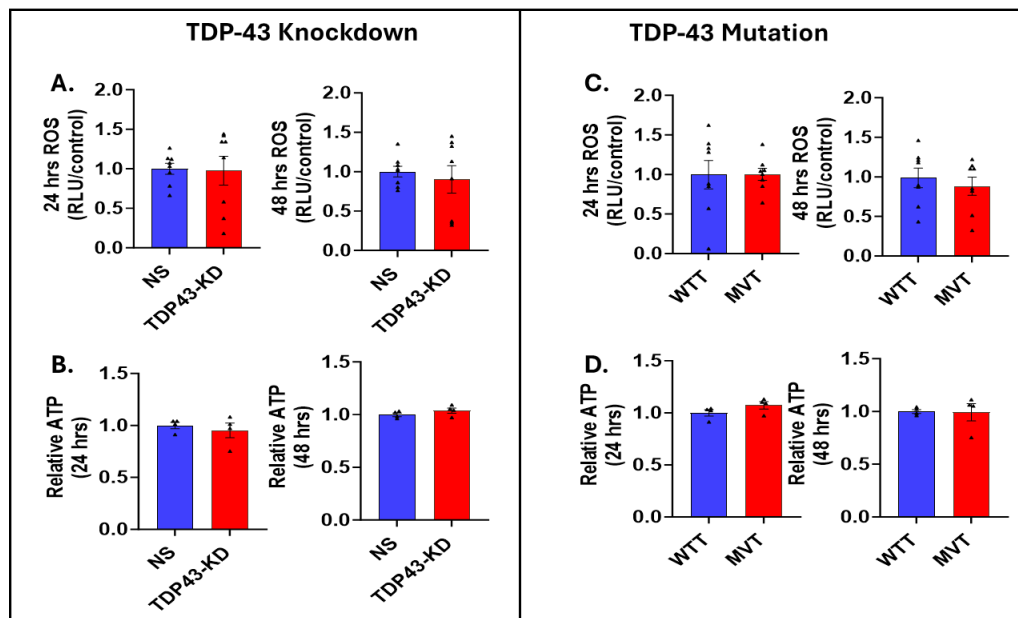 TDP-43 Knockdown
A.
24 hrs ROS
(RLU/control)
2.0
1.5
1.0
0.5
0.0
NS
TDP43-KD
48 hrs ROS
(RLU/control)
2.0
1.5
1.0
0.5
0.0
NS
TDP43-KD
B.
Relative ATP
(24 hrs)
1.5
1.0
0.5
0.0
NS
TDP43-KD
Relative ATP
(48 hrs)
1.5
1.0
0.5
0.0
NS
TDP43-KD
TDP-43 Mutation
C.
24 hrs ROS
(RLU/control)
2.0
1.5
1.0
0.5
0.0
WTT
MVT
48 hrs ROS
(RLU/control)
2.0
1.5
1.0
0.5
0.0
WTT
MVT
D.
Relative ATP
(24 hrs)
1.5
1.0
0.5
0.0
WTT
MVT
Relative ATP
(48 hrs)
1.5
1.0
0.5
0.0
WTT
MVT